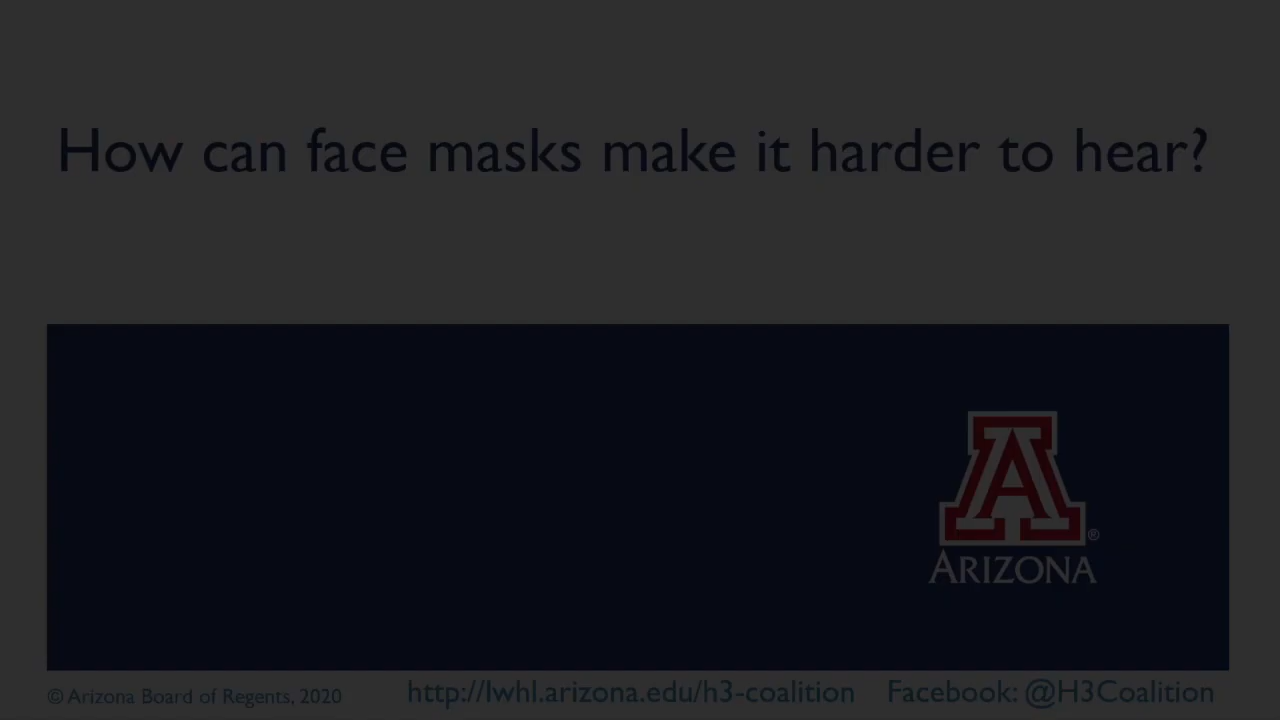 How can face masks make it harder to hear?
A
®
ARIZONA
© Arizona Board of Regents, 2020
http://lwhl.arizona.edu/h3-coalition
Facebook: @H3Coalition